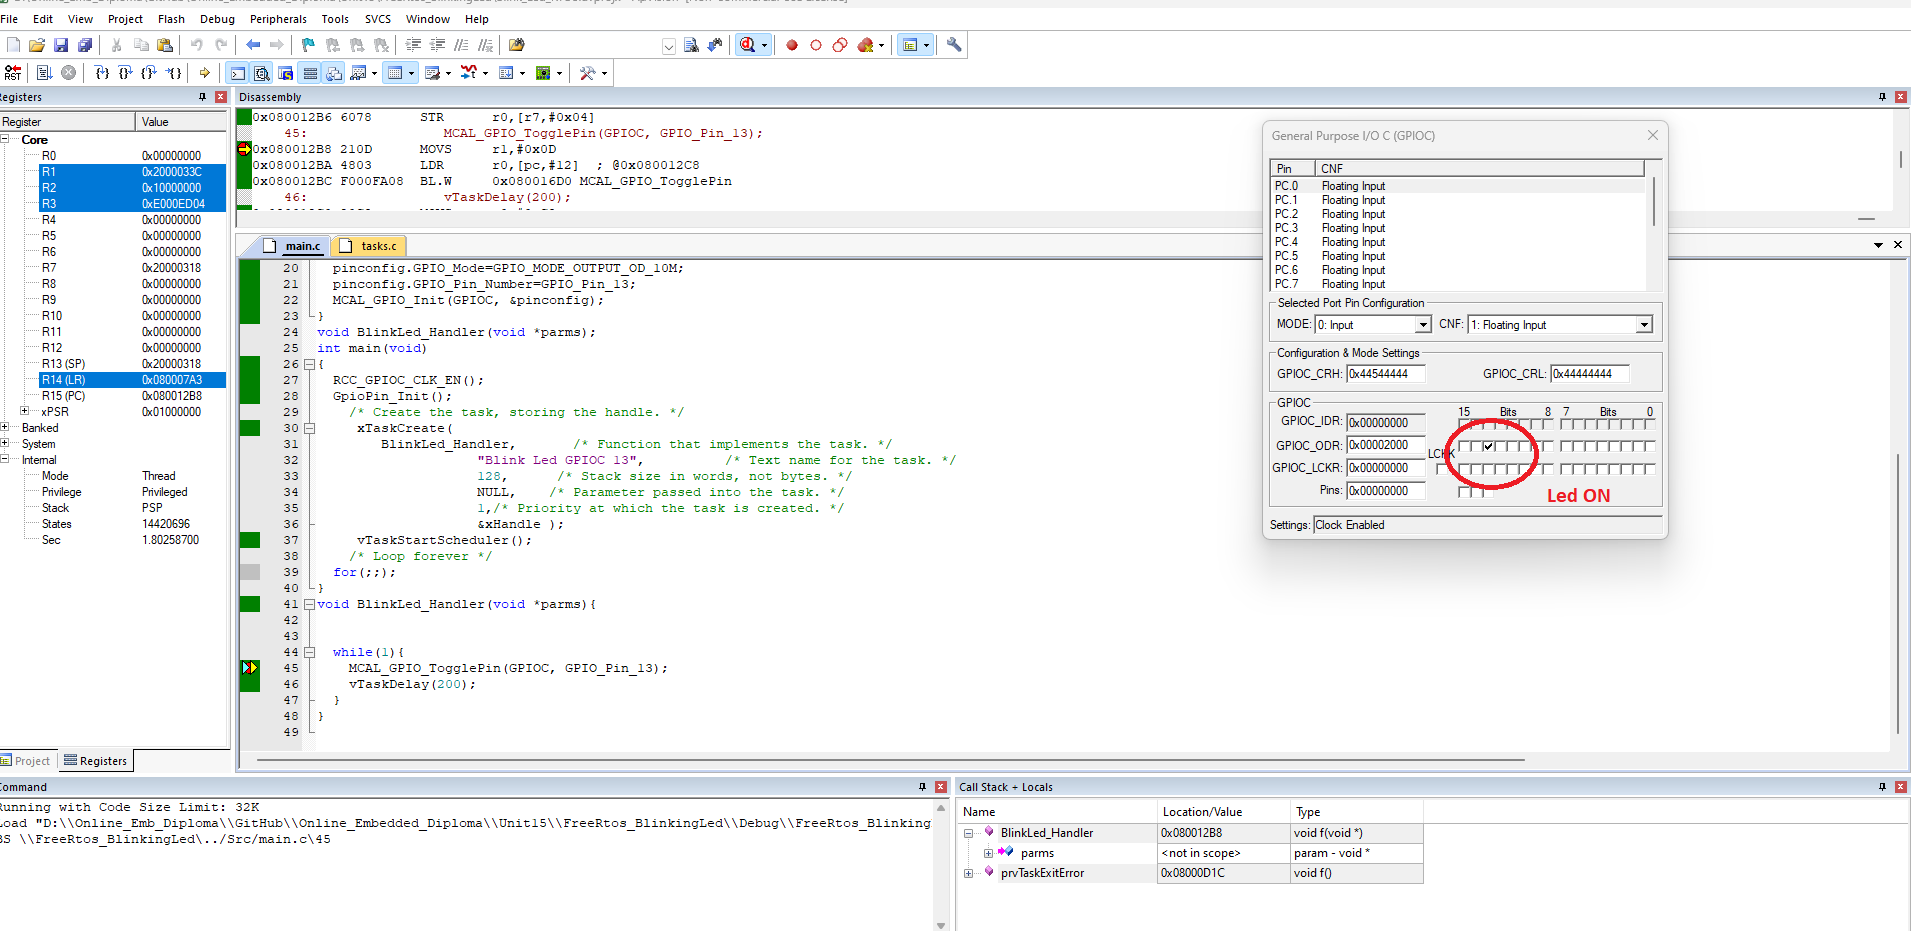 File Edit View Project Flash Debug Peripherals Tools SVCS Window Help
RST
Registers
Register Value
Core
R0 0x00000000
R1 0x2000033C
R2 0x10000000
R3 0xE000ED04
R4 0x00000000
R5 0x00000000
R6 0x00000000
R7 0x20000318
R8 0x00000000
R9 0x00000000
R10 0x00000000
R11 0x00000000
R12 0x00000000
R13 (SP) 0x20000318
R14 (LR) 0x080007A3
R15 (PC) 0x080012B8
xPSR 0x01000000
Banked
System
Internal
Mode Thread
Privilege Privileged
Stack PSP
States 14420696
Sec 1.80258700
Project Registers
Disassembly
0x080012B6 6078 STR r0,[r7,#0x04]
45: MCAL_GPIO_TogglePin(GPIOC, GPIO_Pin_13);
0x080012B8 210D MOVS r1,#0x0D
0x080012BA 4803 LDR r0,[pc,#12] ; @0x080012C8
0x080012BC F000FA08 BL.W 0x080016D0 MCAL_GPIO_TogglePin
46: vTaskDelay(200);
main.c tasks.c
20 pinconfig.GPIO_Mode=GPIO_MODE_OUTPUT_OD_10M;
21 pinconfig.GPIO_Pin_Number=GPIO_Pin_13;
22 MCAL_GPIO_Init(GPIOC, &pinconfig);
23 }
24 void BlinkLed_Handler(void *parms);
25 int main(void)
26 {
27 RCC_GPIOC_CLK_EN();
28 GpioPin_Init();
29 /* Create the task, storing the handle. */
30 xTaskCreate(
31 BlinkLed_Handler, /* Function that implements the task. */
32 "Blink Led GPIOC 13", /* Text name for the task. */
33 128, /* Stack size in words, not bytes. */
34 NULL, /* Parameter passed into the task. */
35 1,/* Priority at which the task is created. */
36 &xHandle );
37 vTaskStartScheduler();
38 /* Loop forever */
39 for(;;);
40 }
41 void BlinkLed_Handler(void *parms){
42
43
44 while(1){
45 MCAL_GPIO_TogglePin(GPIOC, GPIO_Pin_13);
46 vTaskDelay(200);
47 }
48 }
49
General Purpose I/O C (GPIOC)
Pin CNF
PC.0 Floating Input
PC.1 Floating Input
PC.2 Floating Input
PC.3 Floating Input
PC.4 Floating Input
PC.5 Floating Input
PC.6 Floating Input
PC.7 Floating Input
Selected Port Pin Configuration
MODE: 0: Input CNF: 1: Floating Input
Configuration & Mode Settings
GPIOC_CRH: 0x44544444 GPIOC_CRL: 0x44444444
GPIOC
15 Bits 8 7 Bits 0
GPIOC_IDR: 0x00000000
GPIOC_ODR: 0x00002000
LCKK
GPIOC_LCKR: 0x00000000
Pins: 0x00000000
Led ON
Settings: Clock Enabled
Command
Running with Code Size Limit: 32K
Load "D:\\Online_Emb_Diploma\\GitHub\\Online_Embedded_Diploma\\Unit15\\FreeRtos_BlinkingLed\\Debug\\FreeRtos_Blinking
BS \\FreeRtos_BlinkingLed\../Src/main.c\45
Call Stack + Locals
Name Location/Value Type
BlinkLed_Handler 0x080012B8 void f(void *)
parms <not in scope> param - void *
prvTaskExitError 0x08000D1C void f()